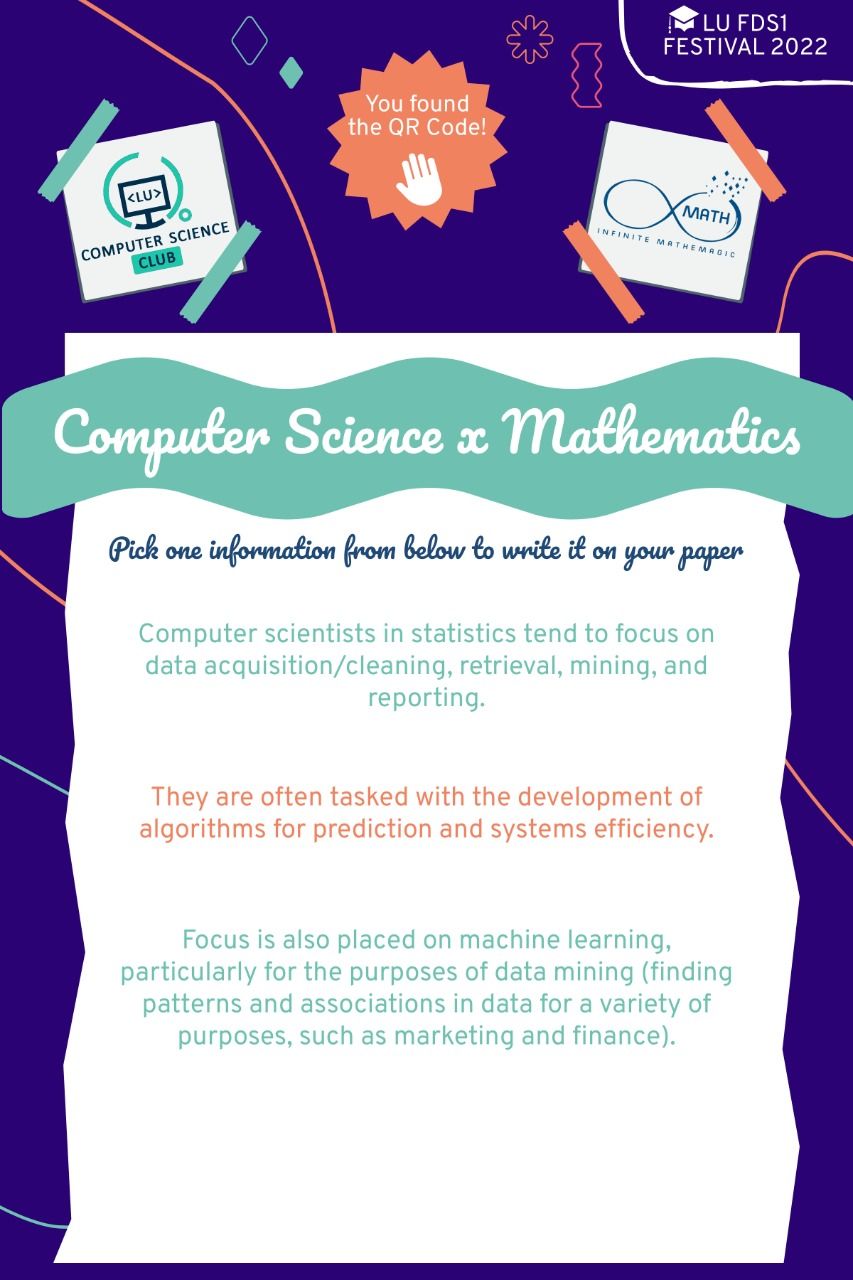 LU FDS1
FESTIVAL 2022
You found
the QR Code!
<LU>
COMPUTER SCIENCE
CLUB
MATH
INFINITE MATHEMAGIC
Computer Science x Mathematics
Pick one information from below to write it on your paper
Computer scientists in statistics tend to focus on
data acquisition/cleaning, retrieval, mining, and
reporting.
They are often tasked with the development of
algorithms for prediction and systems efficiency.
Focus is also placed on machine learning,
particularly for the purposes of data mining (finding
patterns and associations in data for a variety of
purposes, such as marketing and finance).